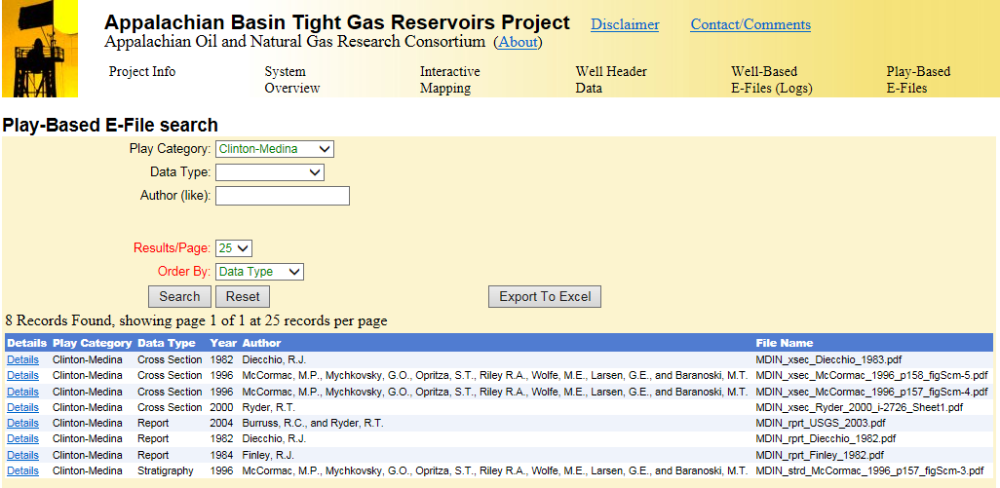 Appalachian Basin Tight Gas Reservoirs Project Disclaimer Contact/Comments
Appalachian Oil and Natural Gas Research Consortium (About)
Project Info System Interactive Well Header Well-Based Play-Based
Overview Mapping Data E-Files (Logs) E-Files
Play-Based E-File search
Play Category: Clinton-Medina
Data Type:
Author (like):
Results/Page: 25
Order By: Data Type
Search Reset Export To Excel
8 Records Found, showing page 1 of 1 at 25 records per page
Details Play Category Data Type Year Author File Name
Details Clinton-Medina Cross Section 1982 Diecchio, R.J. MDIN_xsec_Diecchio_1983.pdf
Details Clinton-Medina Cross Section 1996 McCormac, M.P., Mychkovsky, G.O., Opritza, S.T., Riley R.A., Wolfe, M.E., Larsen, G.E., and Baranoski, M.T. MDIN_xsec_McCormac_1996_p158_figScm-5.pdf
Details Clinton-Medina Cross Section 1996 McCormac, M.P., Mychkovsky, G.O., Opritza, S.T., Riley R.A., Wolfe, M.E., Larsen, G.E., and Baranoski, M.T. MDIN_xsec_McCormac_1996_p157_figScm-4.pdf
Details Clinton-Medina Cross Section 2000 Ryder, R.T. MDIN_xsec_Ryder_2000_i-2726_Sheet1.pdf
Details Clinton-Medina Report 2004 Burruss, R.C., and Ryder, R.T. MDIN_rprt_USGS_2003.pdf
Details Clinton-Medina Report 1982 Diecchio, R.J. MDIN_rprt_Diecchio_1982.pdf
Details Clinton-Medina Report 1984 Finley, R.J. MDIN_rprt_Finley_1982.pdf
Details Clinton-Medina Stratigraphy 1996 McCormac, M.P., Mychkovsky, G.O., Opritza, S.T., Riley R.A., Wolfe, M.E., Larsen, G.E., and Baranoski, M.T. MDIN_strd_McCormac_1996_p157_figScm-3.pdf